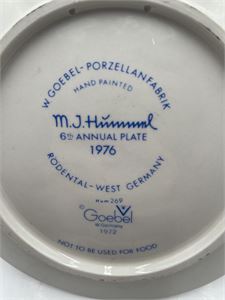 W. GOEBEL-PORZELLANFABRIK
HAND PAINTED
M.J. Hummel
6th ANNUAL PLATE
1976
RÖDENTAL-WEST GERMANY
Hum 269
© Goebel
W. Germany
1972
NOT TO BE USED FOR FOOD